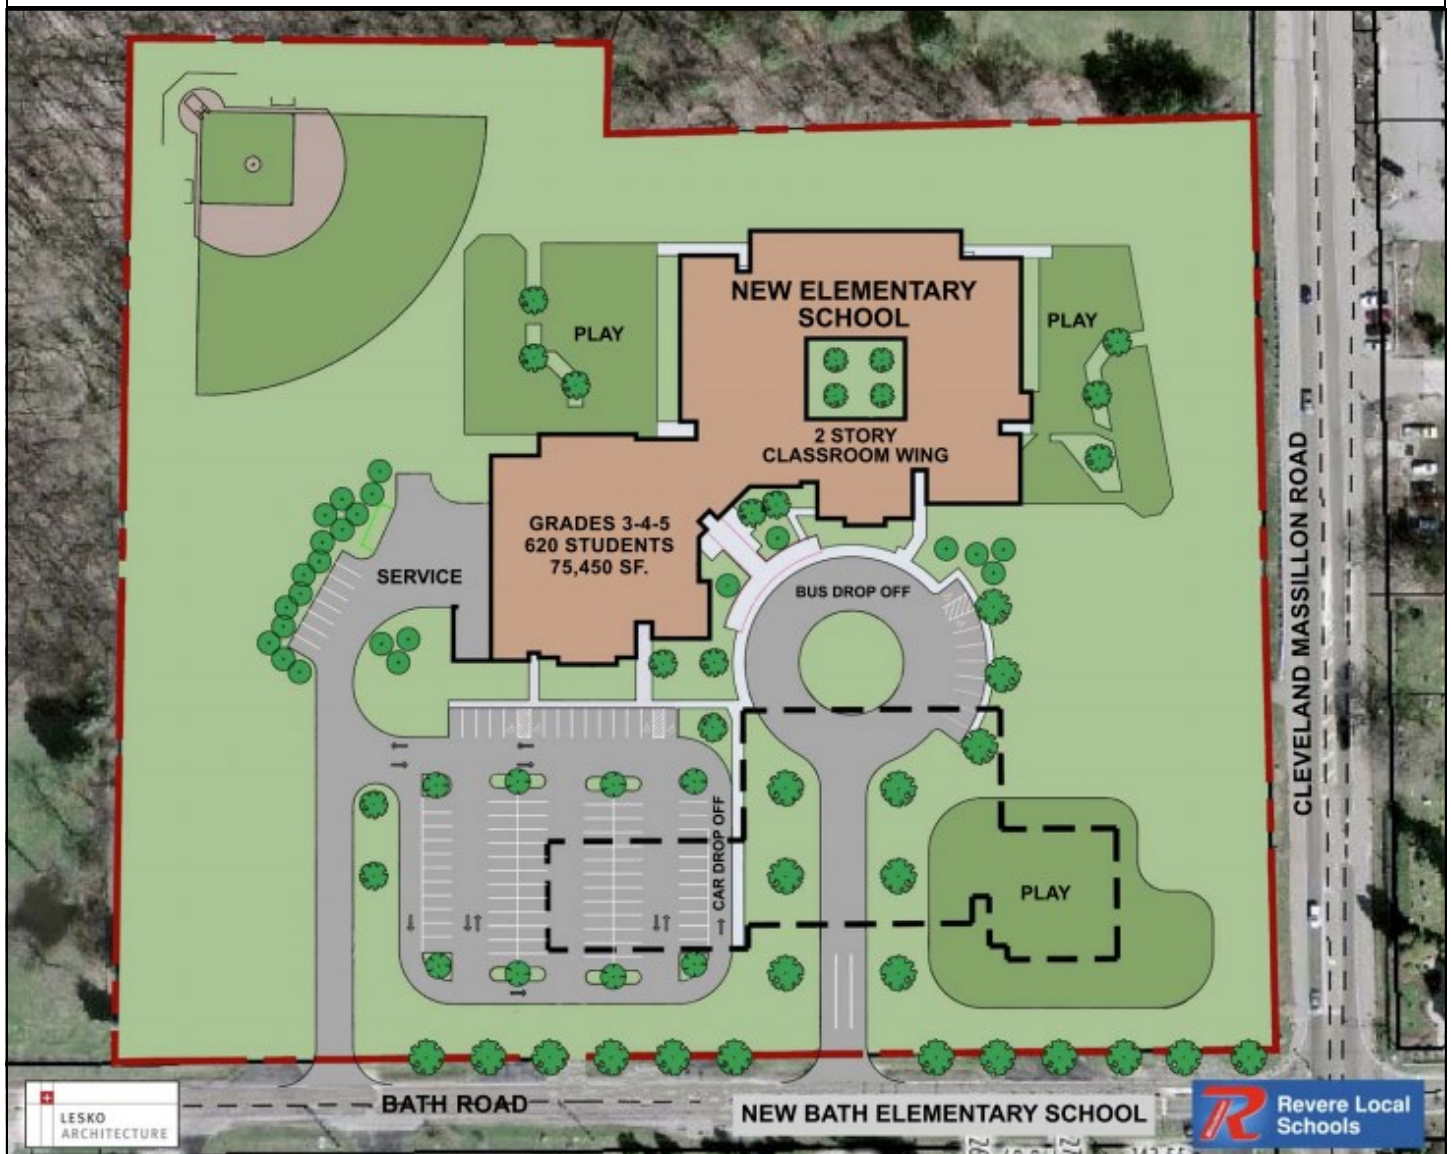 NEW ELEMENTARY
SCHOOL
PLAY
PLAY
2 STORY
CLASSROOM WING
GRADES 3-4-5
620 STUDENTS
75,450 SF.
SERVICE
BUS DROP OFF
CLEVELAND MASSILLON ROAD
CAR DROP OFF
PLAY
BATH ROAD
NEW BATH ELEMENTARY SCHOOL
LESKO
ARCHITECTURE
R
Revere Local
Schools